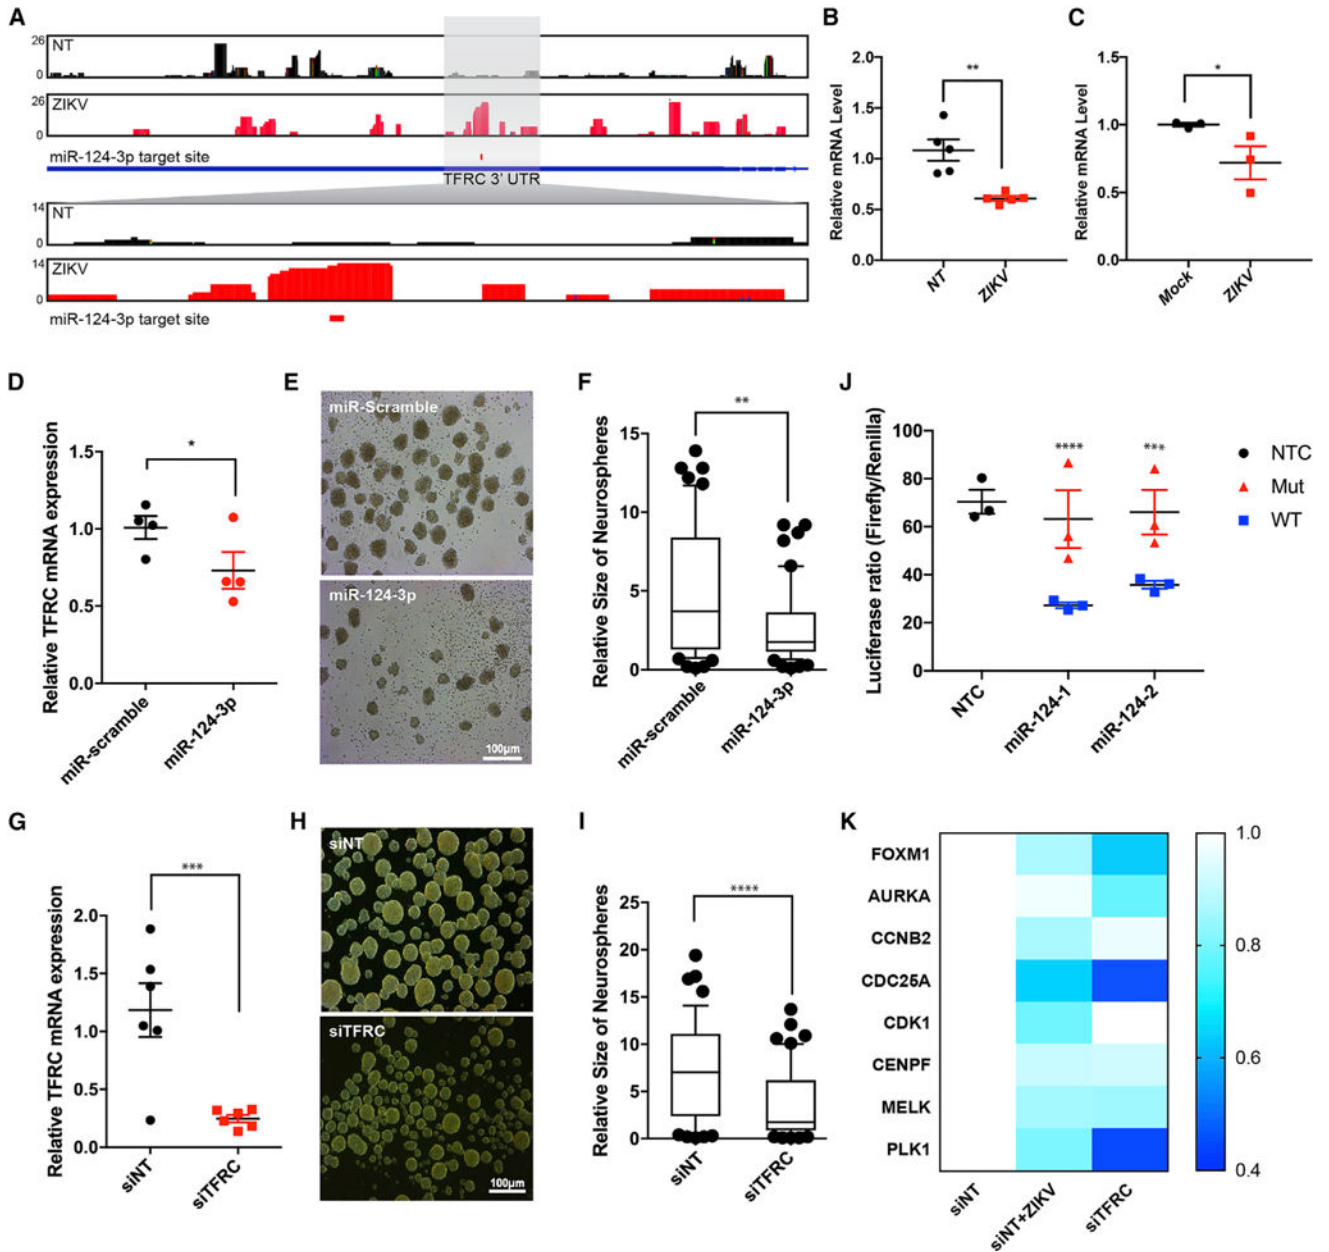 A
26
NT
0
26
ZIKV
0
miR-124-3p target site
TFRC 3' UTR
14
NT
0
14
ZIKV
0
miR-124-3p target site
B
Relative mRNA Level
2.0
1.5
1.0
0.5
0.0
**
NT
ZIKV
C
Relative mRNA Level
1.5
1.0
0.5
0.0
*
Mock
ZIKV
D
Relative TFRC mRNA expression
1.5
1.0
0.5
0.0
*
miR-scramble
miR-124-3p
E
miR-Scramble
miR-124-3p
100µm
F
Relative Size of Neurospheres
15
10
5
0
**
miR-scramble
miR-124-3p
J
Luciferase ratio (Firefly/Renilla)
100
80
60
40
20
0
****
***
NTC
miR-124-1
miR-124-2
NTC
Mut
WT
G
Relative TFRC mRNA expression
2.0
1.5
1.0
0.5
0.0
***
siNT
siTFRC
H
siNT
siTFRC
100µm
I
Relative Size of Neurospheres
25
20
15
10
5
0
****
siNT
siTFRC
K
FOXM1
AURKA
CCNB2
CDC25A
CDK1
CENPF
MELK
PLK1
siNT
siNT+ZIKV
siTFRC
1.0
0.8
0.6
0.4